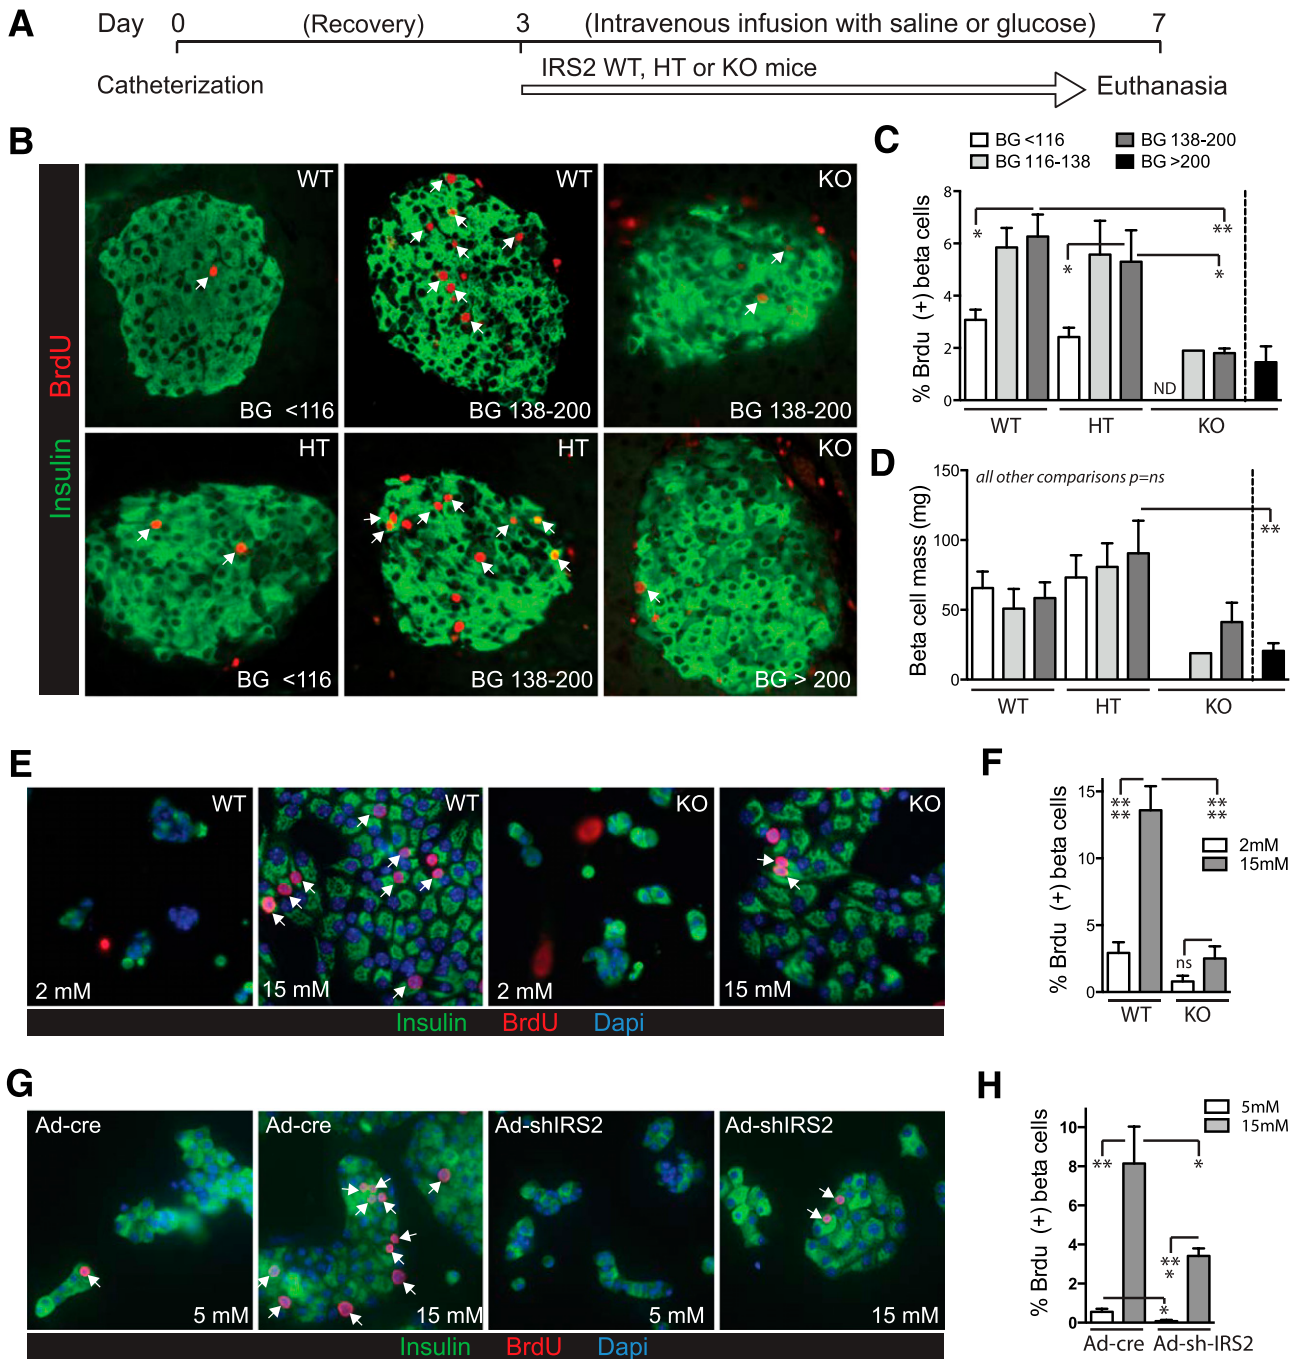 A
Day 0 (Recovery) 3 (Intravenous infusion with saline or glucose) 7
IRS2 WT, HT or KO mice
Catheterization
Euthanasia
B
BrdU
Insulin
WT
BG <116
WT
BG 138-200
KO
BG 138-200
HT
BG <116
HT
BG 138-200
KO
BG > 200
C
BG <116
BG 138-200
BG 116-138
BG >200
% Brdu (+) beta cells
8
6
4
2
0
*
**
*
*
ND
WT
HT
KO
D
all other comparisons p=ns
Beta cell mass (mg)
150
100
50
0
**
WT
HT
KO
E
WT
2 mM
WT
15 mM
KO
2 mM
KO
15 mM
Insulin BrdU Dapi
F
% Brdu (+) beta cells
15
10
5
0
**
**
**
**
ns
2mM
15mM
WT
KO
G
Ad-cre
5 mM
Ad-cre
15 mM
Ad-shIRS2
5 mM
Ad-shIRS2
15 mM
Insulin BrdU Dapi
H
5mM
15mM
% Brdu (+) beta cells
10
8
6
4
2
0
**
*
**
*
*
Ad-cre
Ad-sh-IRS2